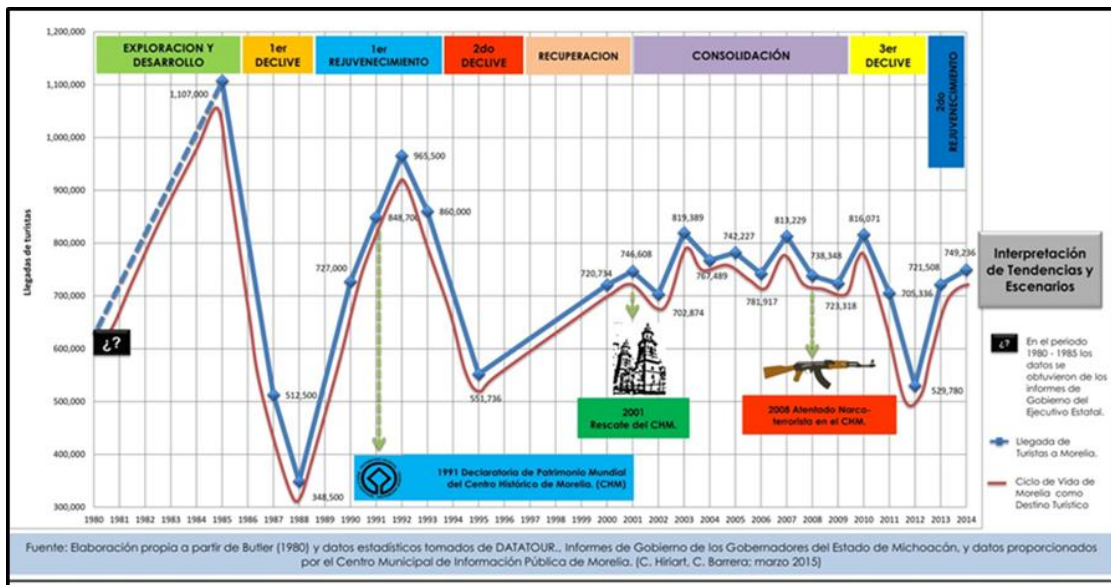 1,200,000
1,100,000
1,000,000
900,000
800,000
700,000
600,000
500,000
400,000
300,000
Llegadas de turistas
EXPLORACION Y
DESARROLLO
1er
DECLIVE
1er
REJUVENECIMIENTO
2do
DECLIVE
RECUPERACION
CONSOLIDACIÓN
3er
DECLIVE
2do
REJUVENECIMIENTO
1,107,000
512,500
348,500
727,000
848,700
965,500
860,000
551,736
720,734
746,608
702,874
819,389
767,489
742,227
781,917
813,229
738,348
723,318
816,071
705,336
529,780
721,508
749,236
¿?
2001
Rescate del CHM.
2008 Atentado Narco-
terrorista en el CHM.
1991 Declaratoria de Patrimonio Mundial
del Centro Histórico de Morelia. (CHM)
1980 1981 1982 1983 1984 1985 1986 1987 1988 1989 1990 1991 1992 1993 1994 1995 1996 1997 1998 1999 2000 2001 2002 2003 2004 2005 2006 2007 2008 2009 2010 2011 2012 2013 2014
Interpretación
de Tendencias y
Escenarios
¿?
En el periodo
1980 - 1985 los
datos se
obtuvieron de los
informes de
Gobierno del
Ejecutivo Estatal.
Llegada de
Turistas a Morelia.
Ciclo de Vida de
Morelia como
Destino Turístico
Fuente: Elaboración propia a partir de Butler (1980) y datos estadísticos tomados de DATATOUR., Informes de Gobierno de los Gobernadores del Estado de Michoacán, y datos proporcionados
por el Centro Municipal de Información Pública de Morelia. (C. Hiriart, C. Barrera; marzo 2015)